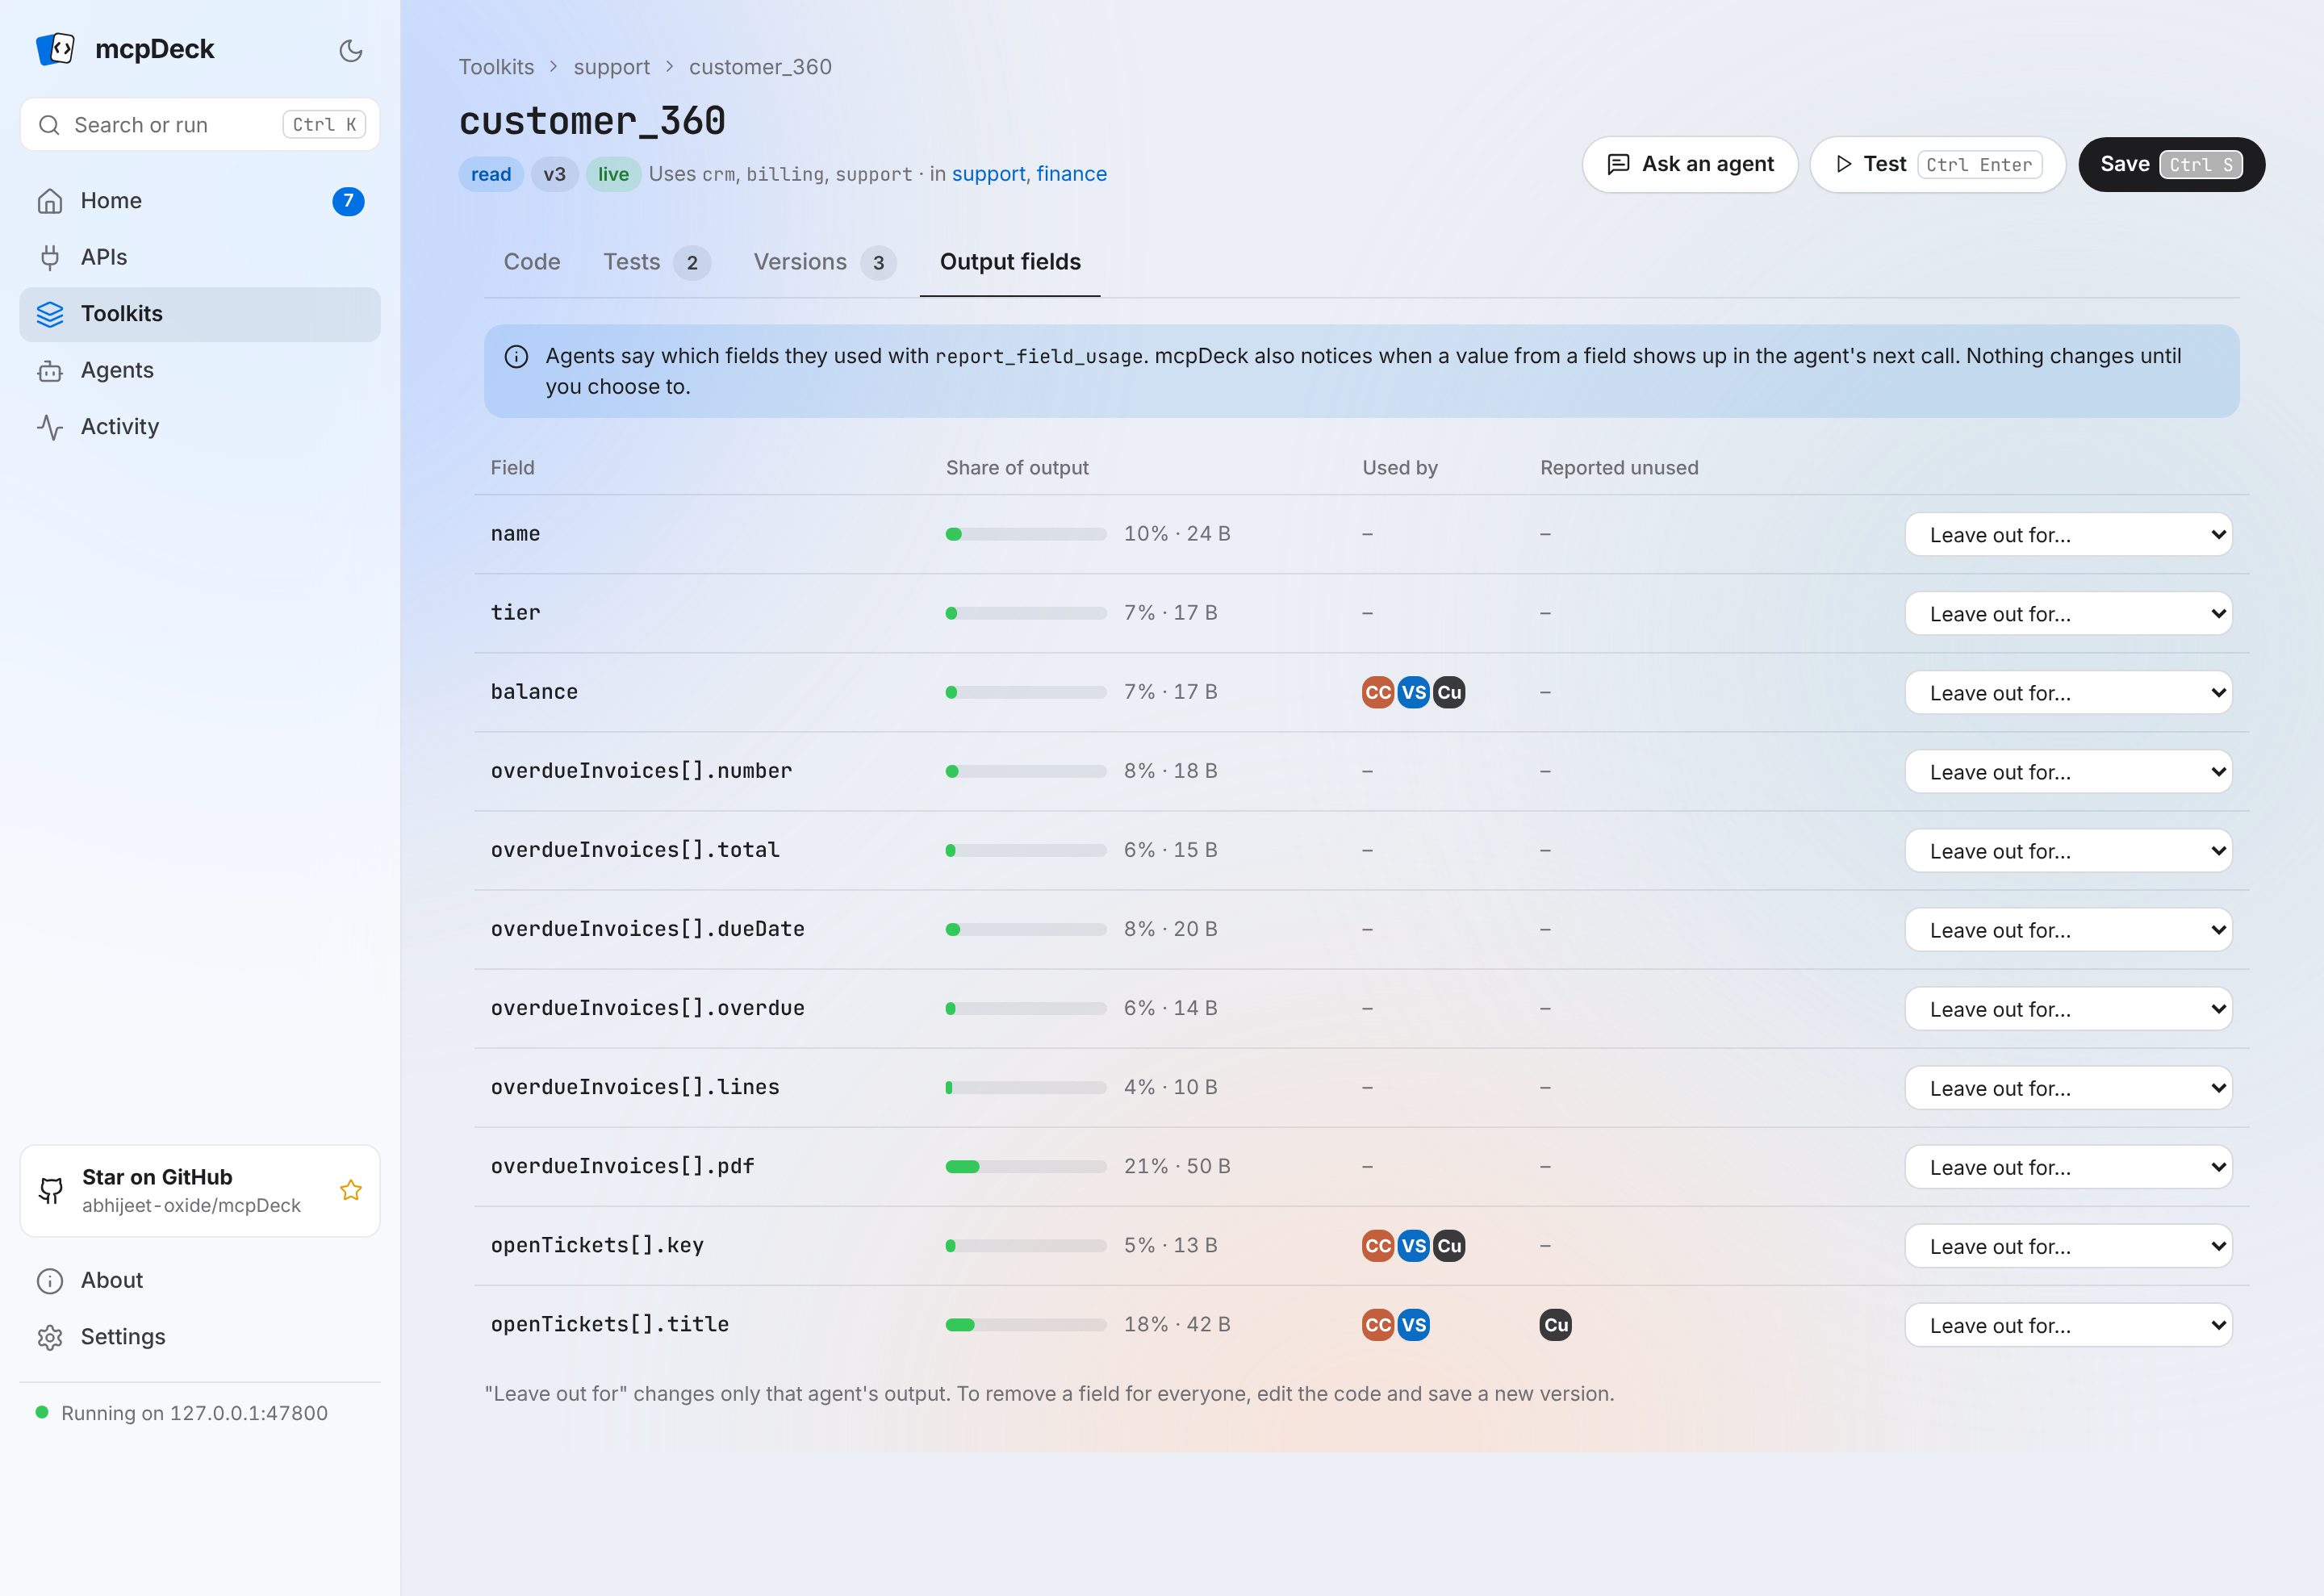 mcpDeck
Search or run Ctrl K
Home 7
APIs
Toolkits
Agents
Activity
Star on GitHub
abhijeet-oxide/mcpDeck
About
Settings
Running on 127.0.0.1:47800
Toolkits > support > customer_360
customer_360
read v3 live Uses crm, billing, support · in support, finance
Ask an agent Test Ctrl Enter Save Ctrl S
Code Tests 2 Versions 3 Output fields
Agents say which fields they used with report_field_usage. mcpDeck also notices when a value from a field shows up in the agent's next call. Nothing changes until
you choose to.
Field Share of output Used by Reported unused
name 10% · 24 B – – Leave out for...
tier 7% · 17 B – – Leave out for...
balance 7% · 17 B CC VS Cu – Leave out for...
overdueInvoices[].number 8% · 18 B – – Leave out for...
overdueInvoices[].total 6% · 15 B – – Leave out for...
overdueInvoices[].dueDate 8% · 20 B – – Leave out for...
overdueInvoices[].overdue 6% · 14 B – – Leave out for...
overdueInvoices[].lines 4% · 10 B – – Leave out for...
overdueInvoices[].pdf 21% · 50 B – – Leave out for...
openTickets[].key 5% · 13 B CC VS Cu – Leave out for...
openTickets[].title 18% · 42 B CC VS Cu Leave out for...
"Leave out for" changes only that agent's output. To remove a field for everyone, edit the code and save a new version.